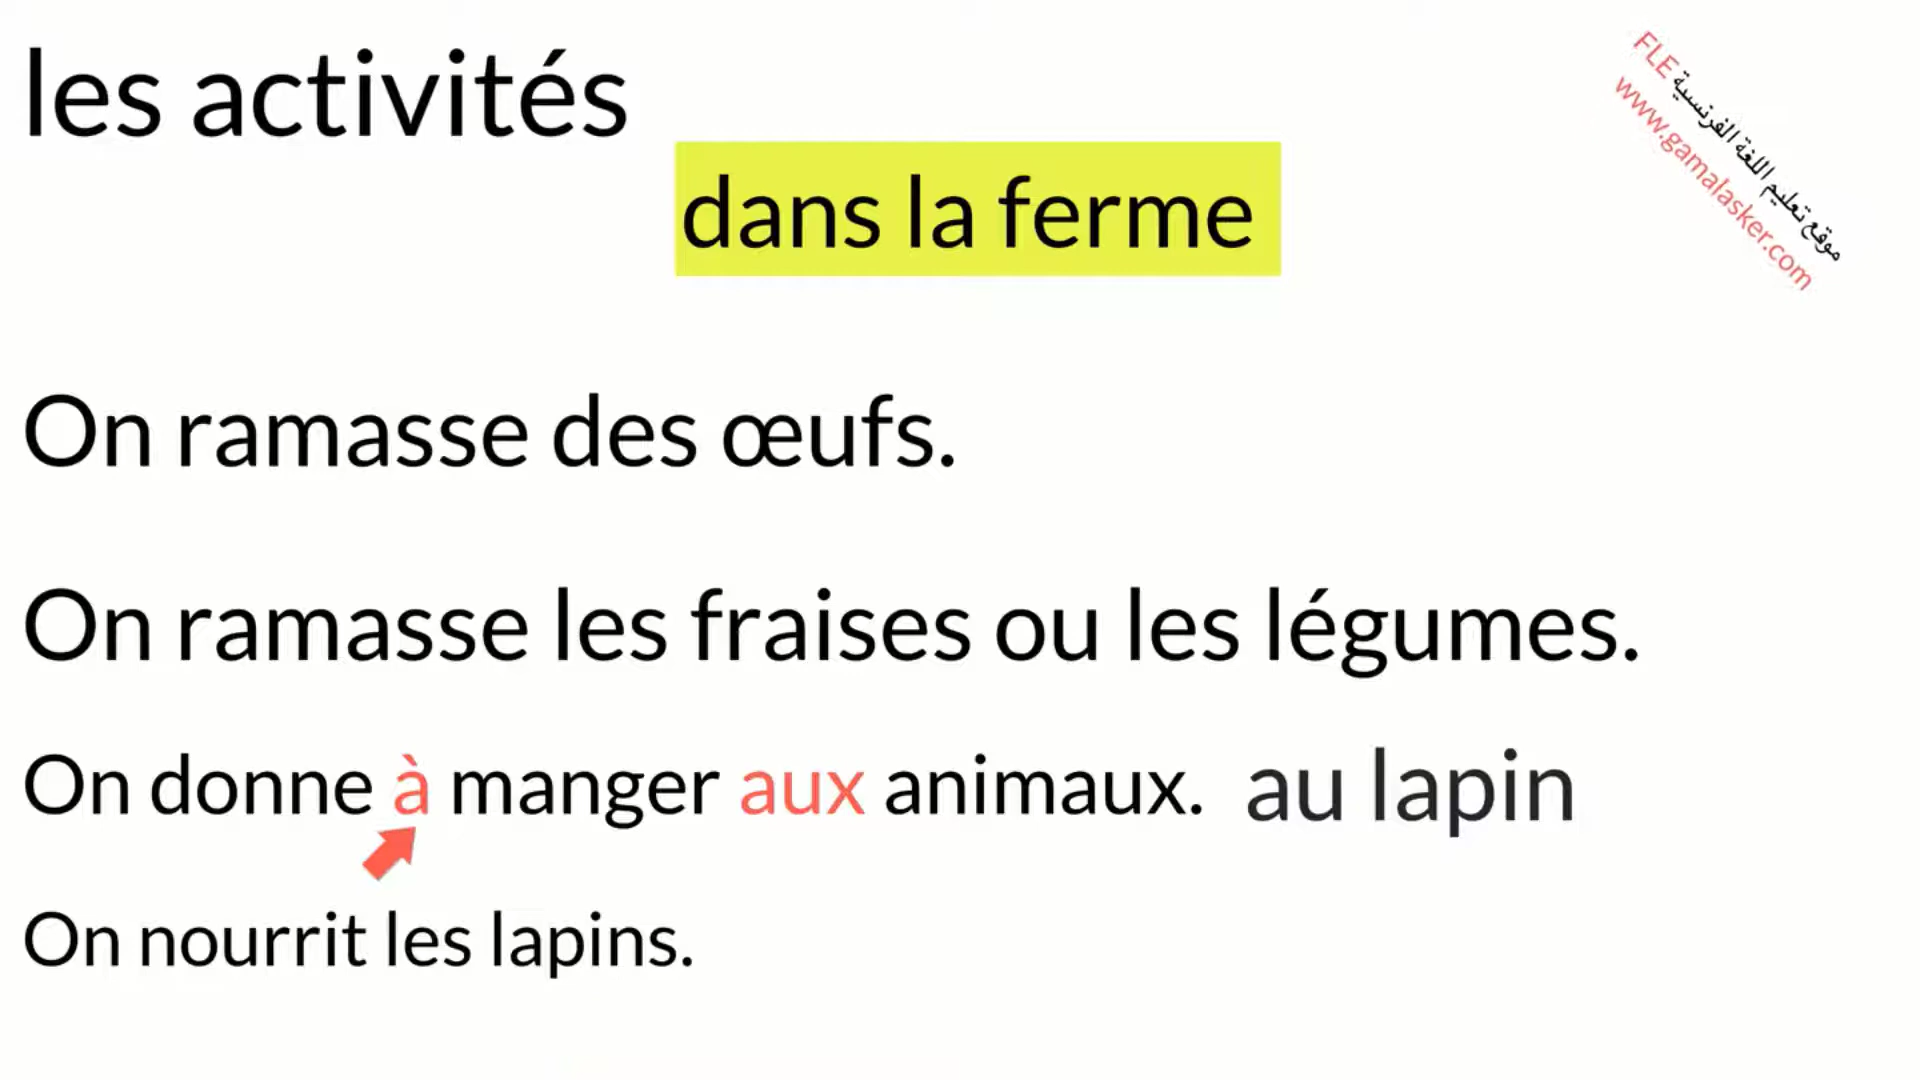 les activités
dans la ferme
FLE موقع تعليم اللغة الفرنسية
www.gamalasker.com
On ramasse des œufs.
On ramasse les fraises ou les légumes.
On donne à manger aux animaux. au lapin
On nourrit les lapins.